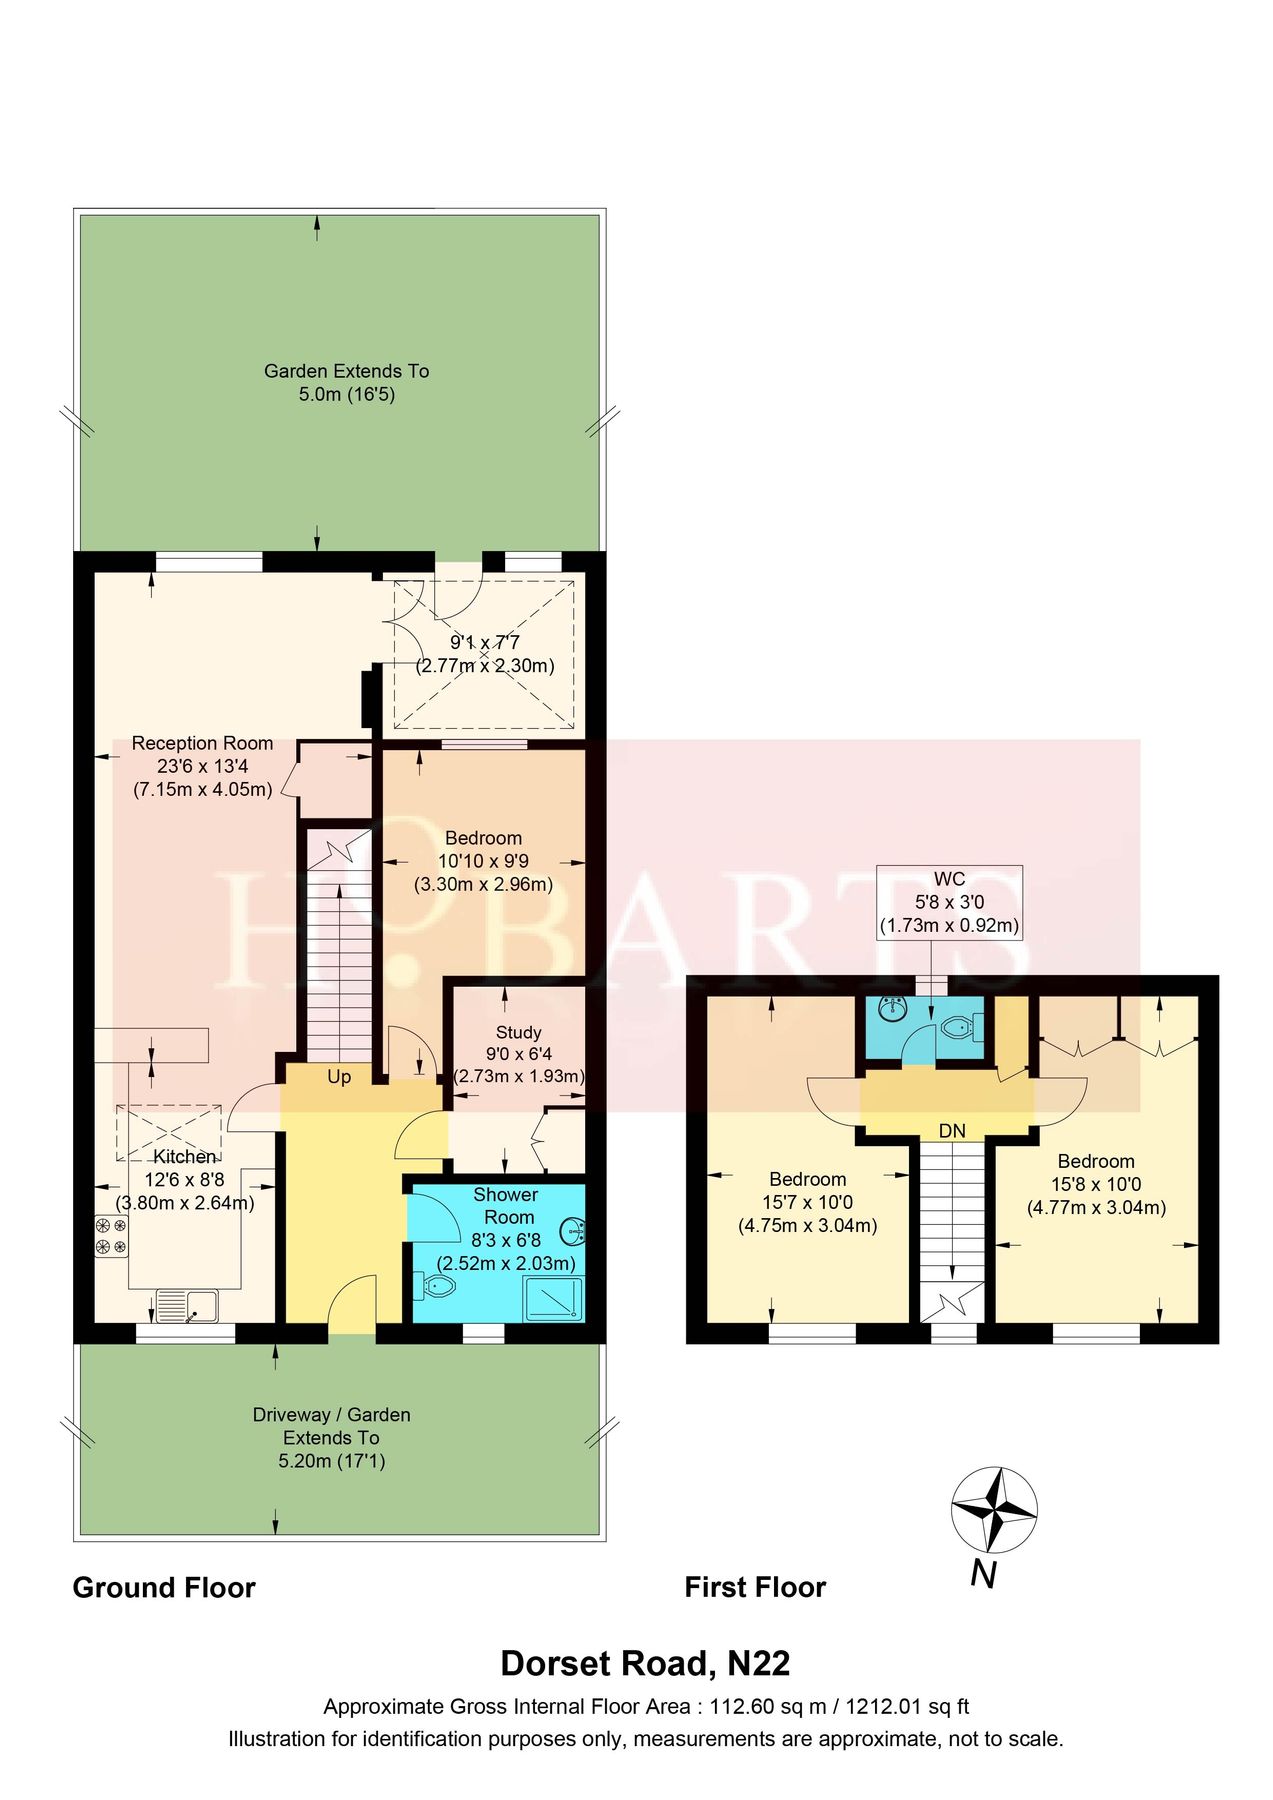 Garden Extends To
5.0m (16'5)
9'1 x 7'7
(2.77m x 2.30m)
Reception Room
23'6 x 13'4
(7.15m x 4.05m)
Bedroom
10'10 x 9'9
(3.30m x 2.96m)
HOBARTS
Study
9'0 x 6'4
(2.73m x 1.93m)
Up
Kitchen
12'6 x 8'8
(3.80m x 2.64m)
Shower
Room
8'3 x 6'8
(2.52m x 2.03m)
Driveway / Garden
Extends To
5.20m (17'1)
WC
5'8 x 3'0
(1.73m x 0.92m)
DN
Bedroom
15'7 x 10'0
(4.75m x 3.04m)
Bedroom
15'8 x 10'0
(4.77m x 3.04m)
N
Ground Floor
First Floor
Dorset Road, N22
Approximate Gross Internal Floor Area : 112.60 sq m / 1212.01 sq ft
Illustration for identification purposes only, measurements are approximate, not to scale.